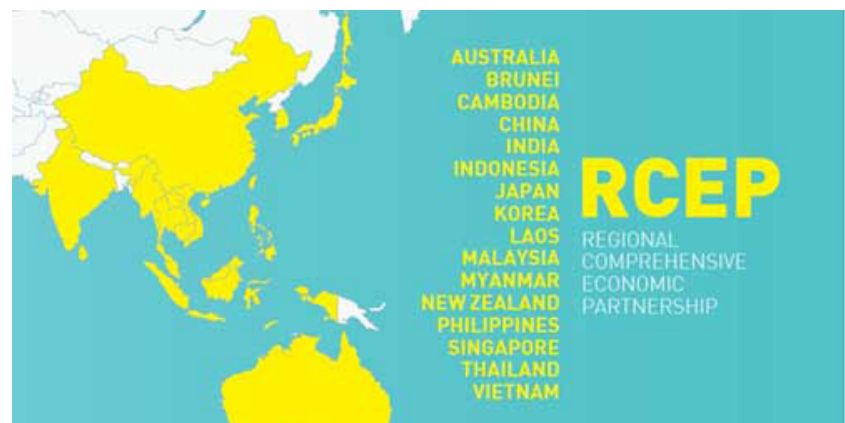 AUSTRALIA
BRUNEI
CAMBODIA
CHINA
INDIA
INDONESIA
JAPAN
KOREA
LAOS
MALAYSIA
MYANMAR
NEW ZEALAND
PHILIPPINES
SINGAPORE
THAILAND
VIETNAM
RCEP
REGIONAL
COMPREHENSIVE
ECONOMIC
PARTNERSHIP